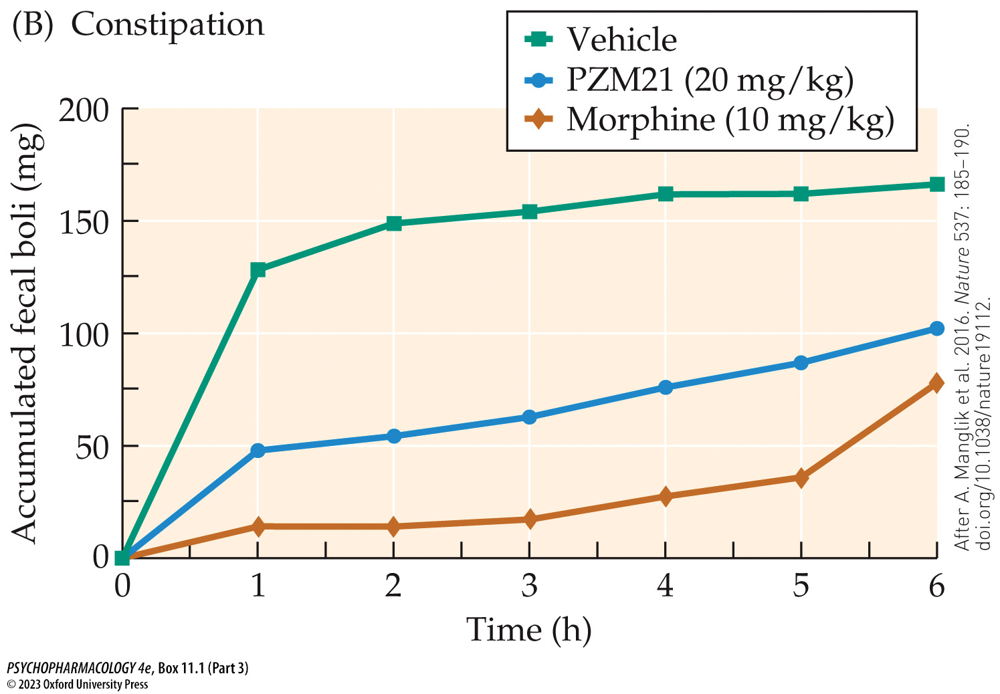 (B) Constipation
Vehicle
PZM21 (20 mg/kg)
Morphine (10 mg/kg)
Accumulated fecal boli (mg)
200
150
100
50
0
0 1 2 3 4 5 6
Time (h)
After A. Manglik et al. 2016. Nature 537: 185–190.
doi.org/10.1038/nature19112.
PSYCHOPHARMACOLOGY 4e, Box 11.1 (Part 3)
© 2023 Oxford University Press